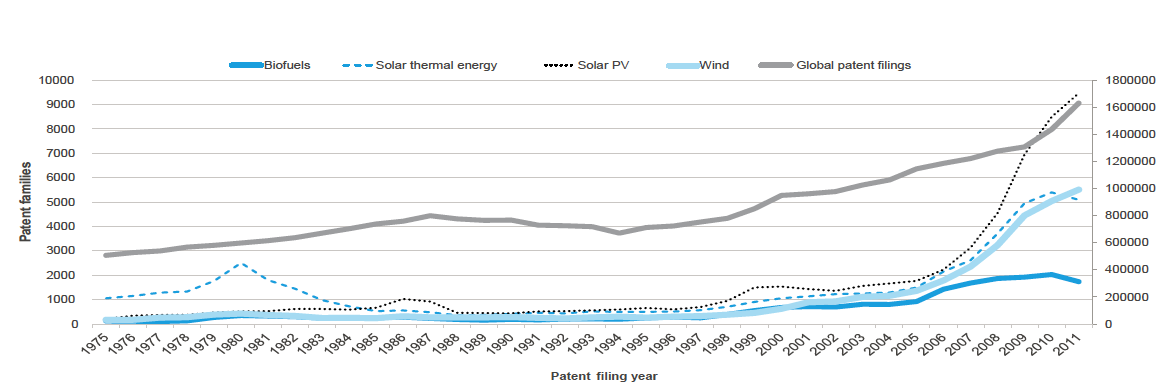 Biofuels Solar thermal energy Solar PV Wind Global patent filings
10000 1800000
9000 1600000
8000 1400000
7000 1200000
6000 1000000
5000 800000
4000 600000
3000 400000
2000 200000
1000 0
0
Patent families
1975 1976 1977 1978 1979 1980 1981 1982 1983 1984 1985 1986 1987 1988 1989 1990 1991 1992 1993 1994 1995 1996 1997 1998 1999 2000 2001 2002 2003 2004 2005 2006 2007 2008 2009 2010 2011
Patent filing year